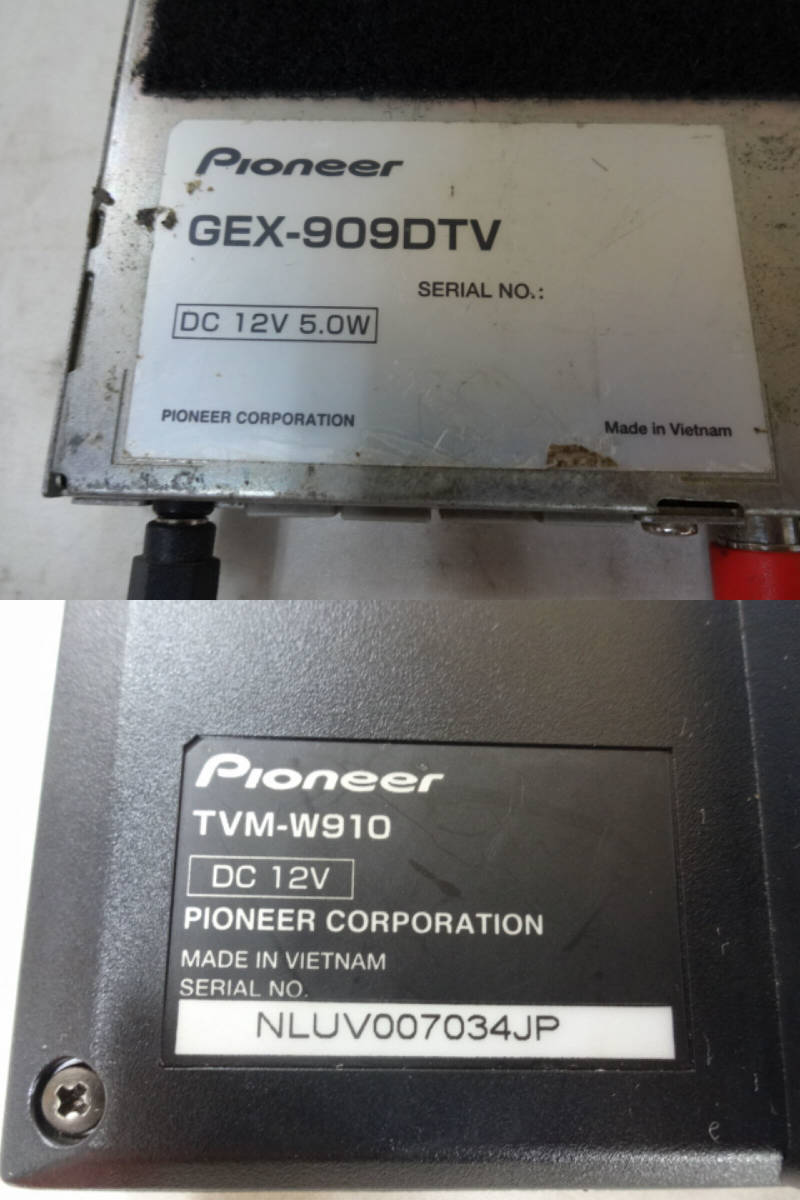 Pioneer
GEX-909DTV
SERIAL NO.:
DC 12V 5.0W
PIONEER CORPORATION
Made in Vietnam
Pioneer
TVM-W910
DC 12V
PIONEER CORPORATION
MADE IN VIETNAM
SERIAL NO.
NLUV007034JP